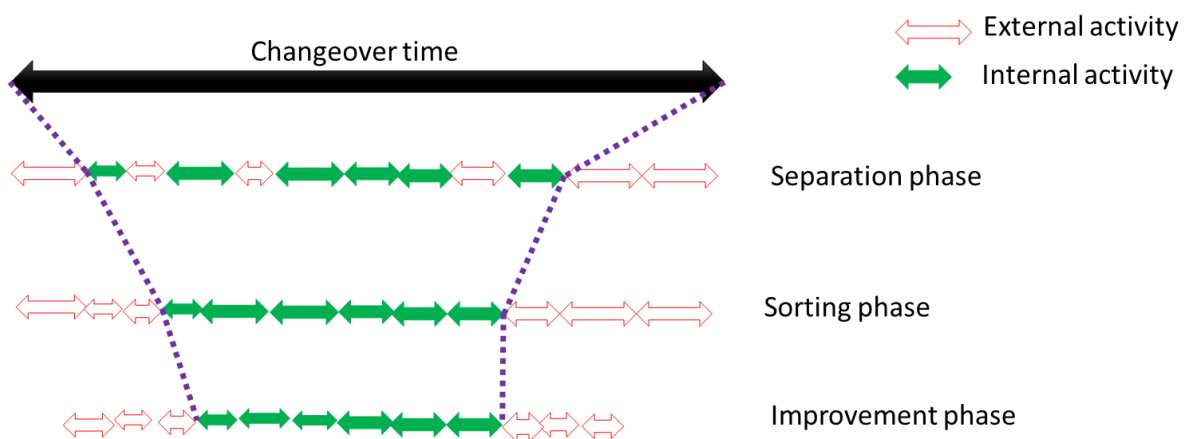 Changeover time
External activity
Internal activity
Separation phase
Sorting phase
Improvement phase